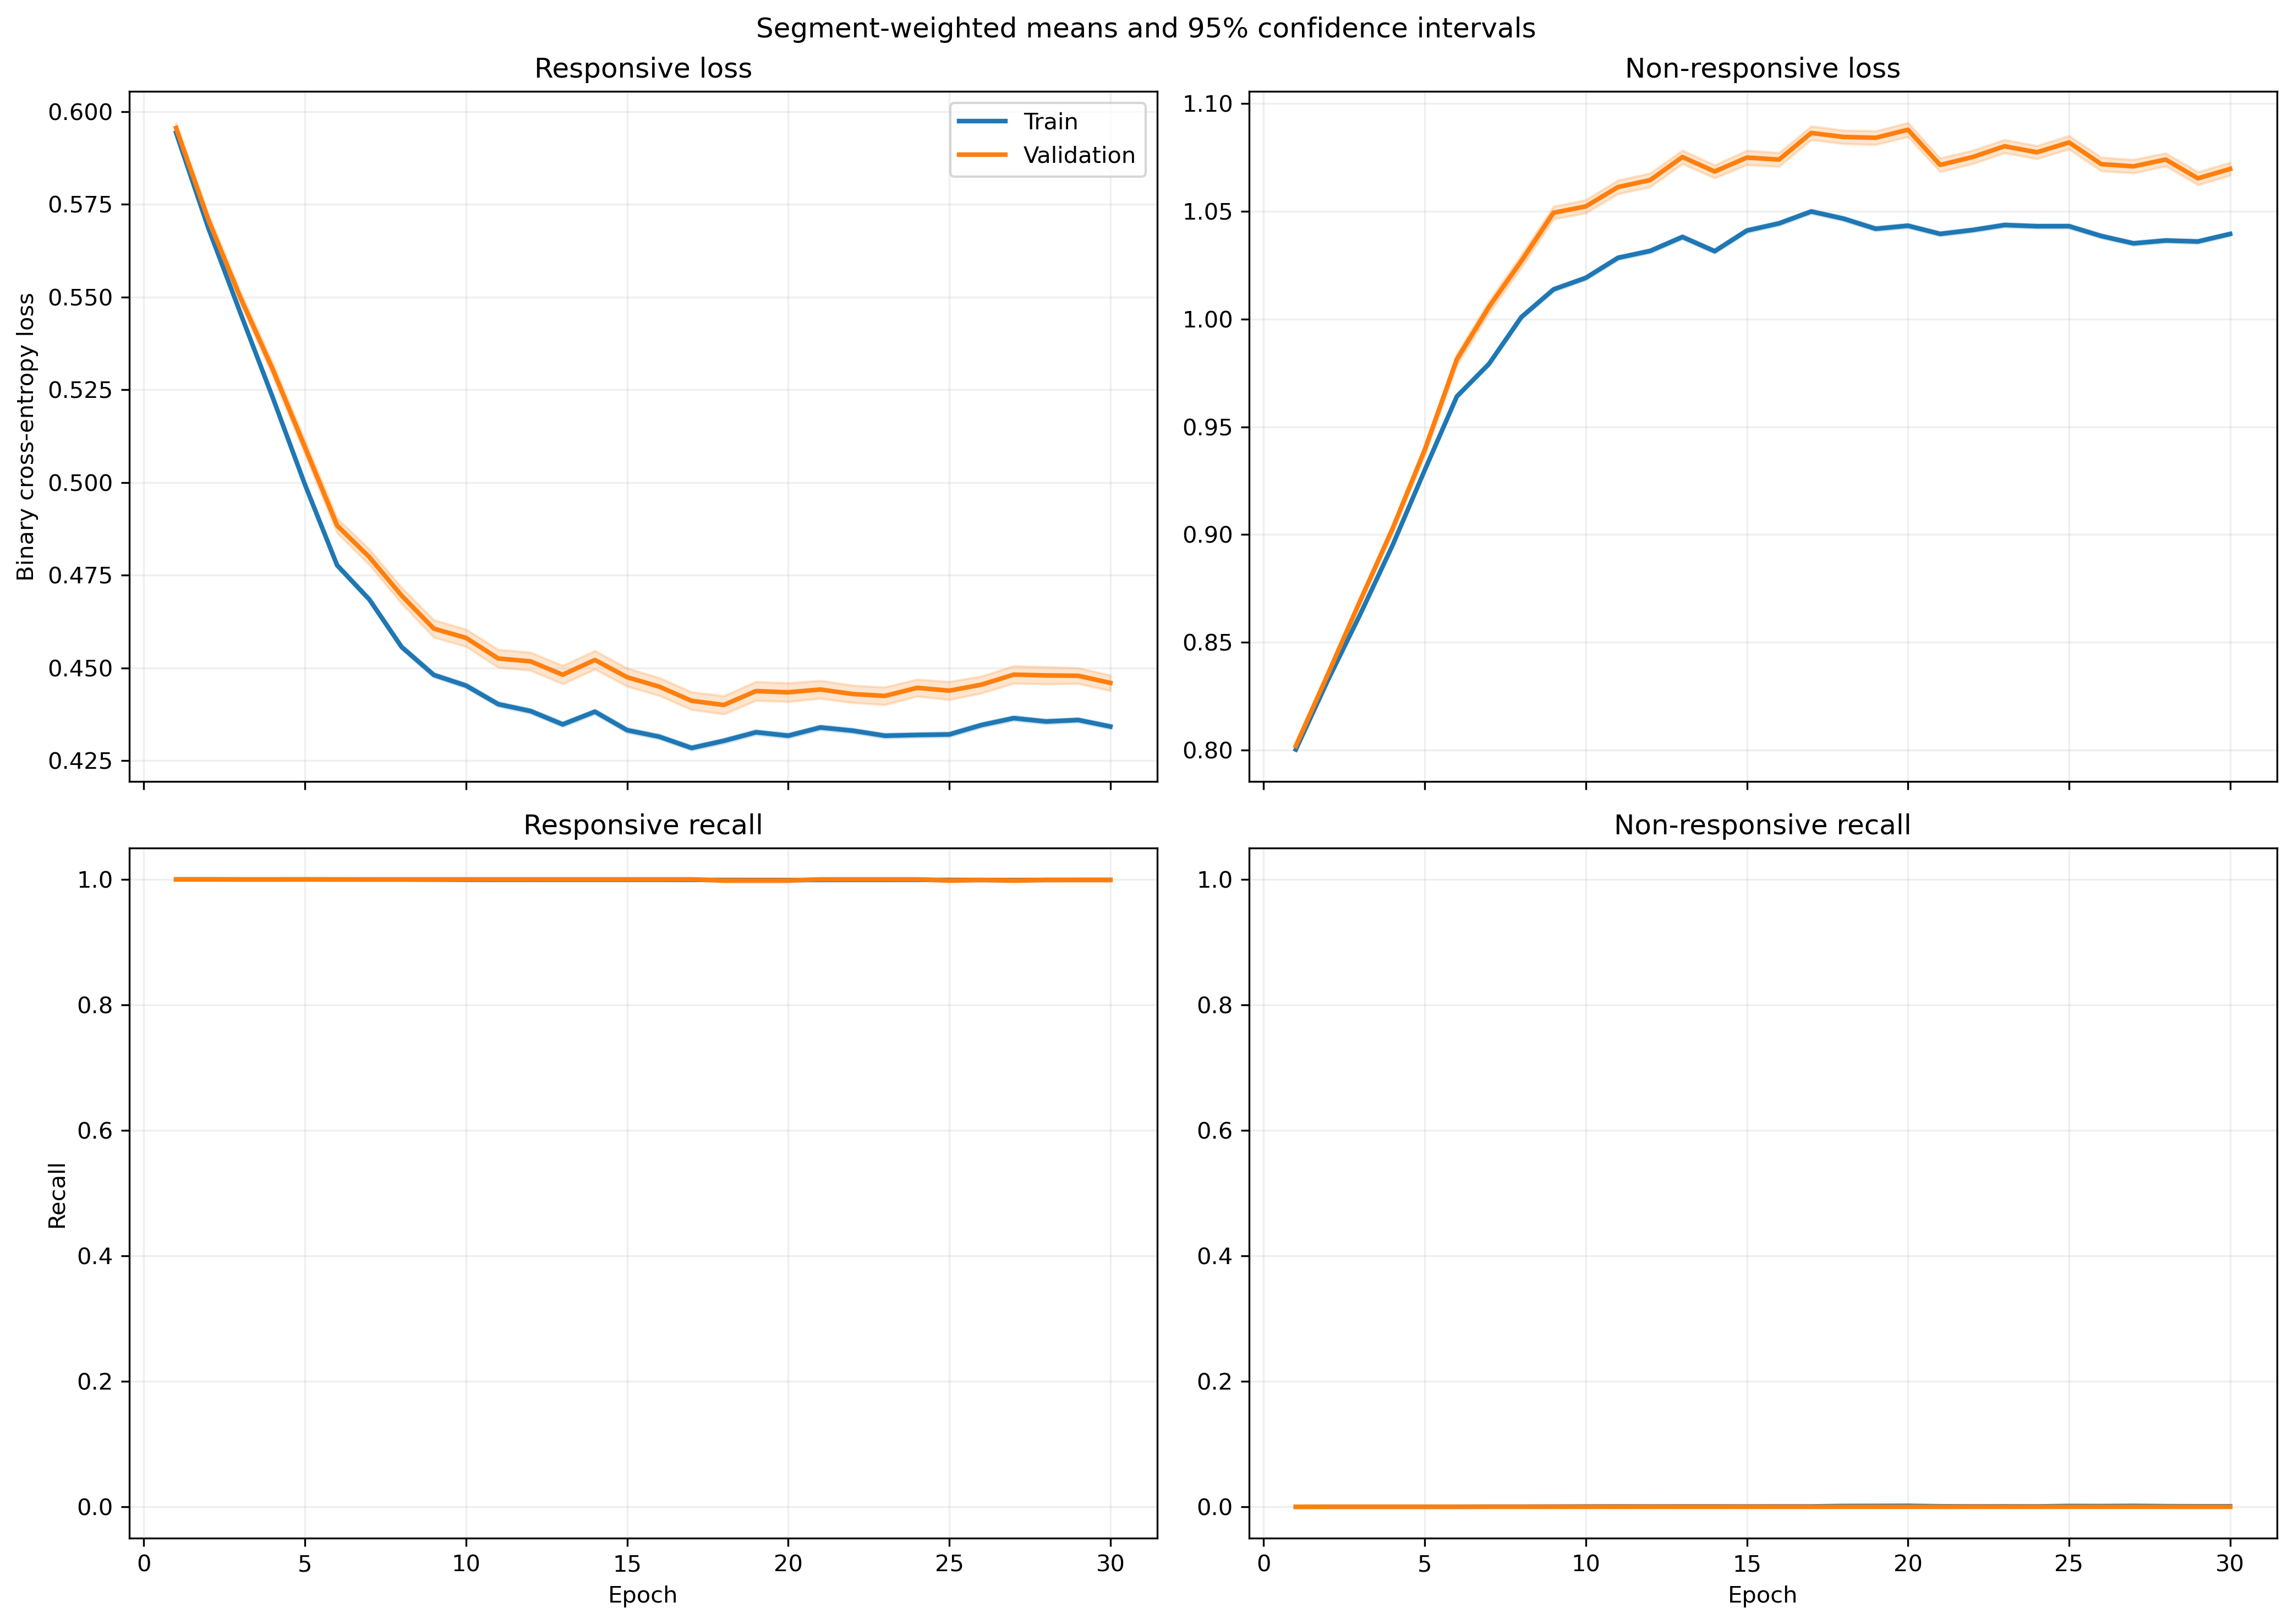 Segment-weighted means and 95% confidence intervals
Responsive loss
Non-responsive loss
Train
Validation
Binary cross-entropy loss
0.600
0.575
0.550
0.525
0.500
0.475
0.450
0.425
1.10
1.05
1.00
0.95
0.90
0.85
0.80
Responsive recall
Non-responsive recall
Recall
1.0
0.8
0.6
0.4
0.2
0.0
1.0
0.8
0.6
0.4
0.2
0.0
0 5 10 15 20 25 30
0 5 10 15 20 25 30
Epoch
Epoch